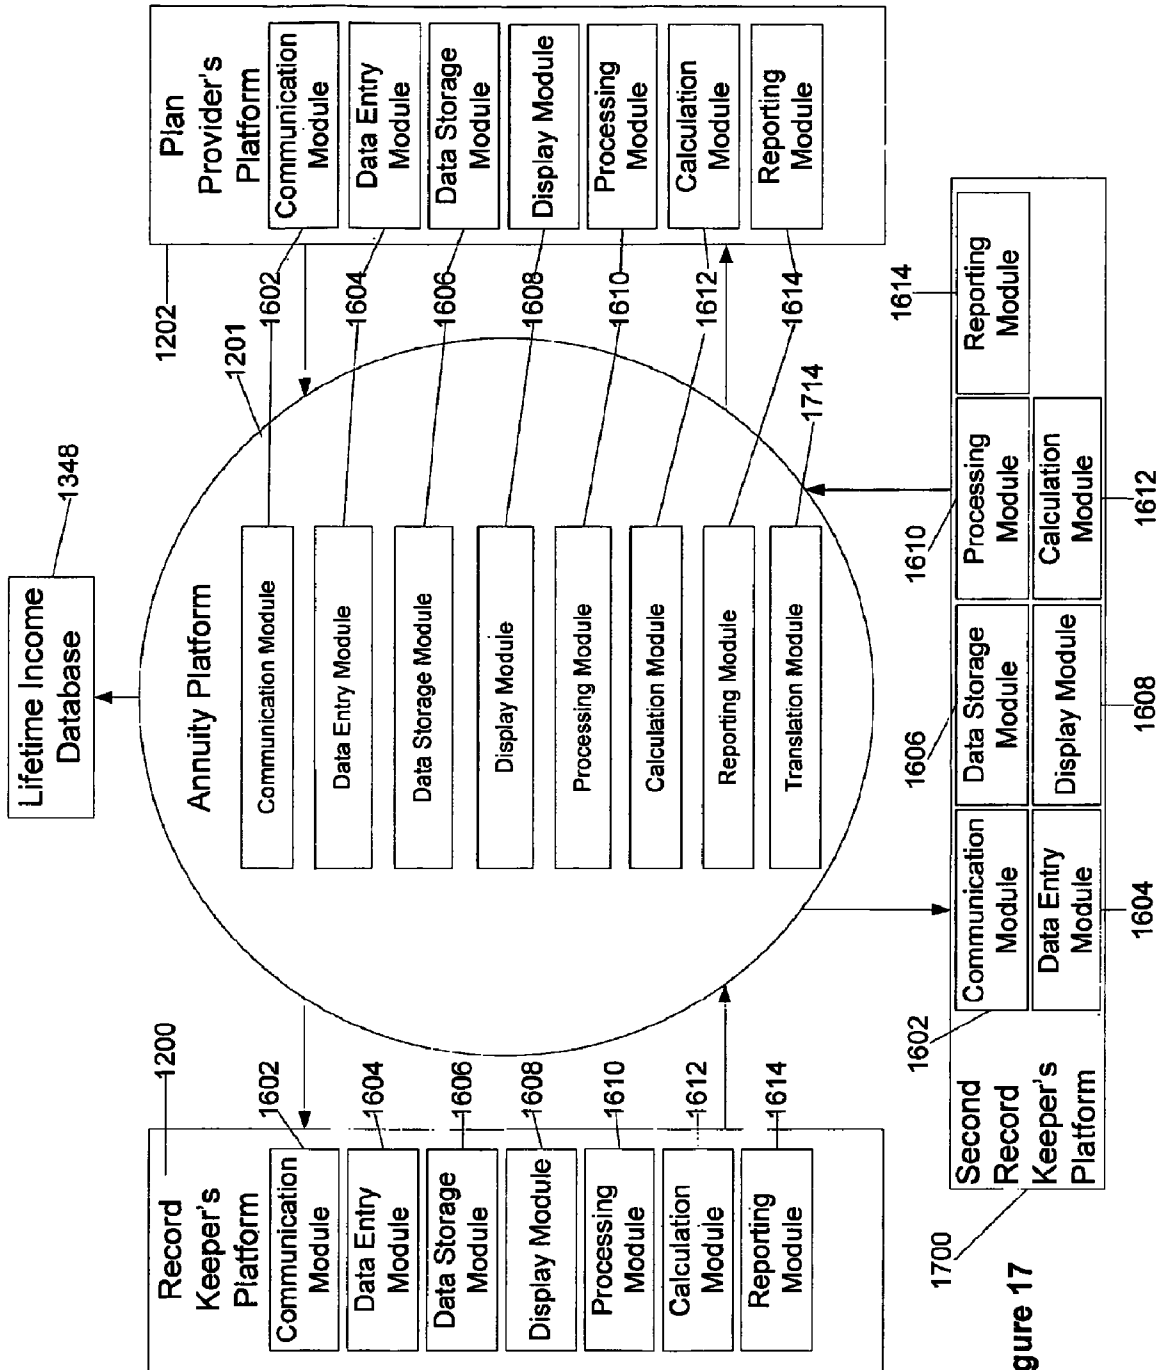 Lifetime Income
Database
1348
Record
Keeper's
Platform
1200
Communication
Module
1602
Data Entry
Module
1604
Data Storage
Module
1606
Display Module
1608
Processing
Module
1610
Calculation
Module
1612
Reporting
Module
1614
Annuity Platform
1201
Communication Module
1602
Data Entry Module
1604
Data Storage Module
1606
Display Module
1608
Processing Module
1610
Calculation Module
1612
Reporting Module
1614
Translation Module
1714
Plan
Provider's
Platform
1202
Communication
Module
Data Entry
Module
Data Storage
Module
Display Module
Processing
Module
Calculation
Module
Reporting
Module
1700
Second
Record
Keeper's
Platform
1602
1606
1610
1614
Communication
Module
Data Storage
Module
Processing
Module
Reporting
Module
Data Entry
Module
Display Module
Calculation
Module
1604
1608
1612
gure 17